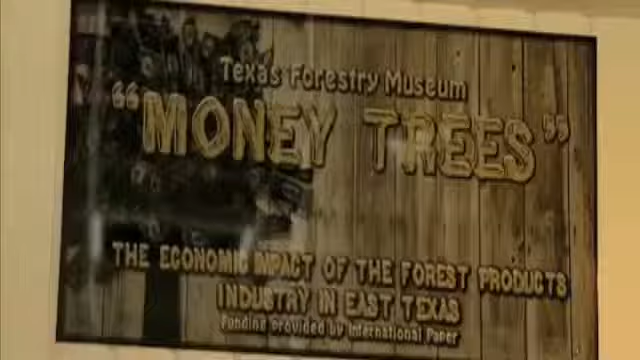 Texas Forestry Museum
“MONEY TREES”
THE ECONOMIC IMPACT OF THE FOREST PRODUCTS
INDUSTRY IN EAST TEXAS
Funding provided by International Paper